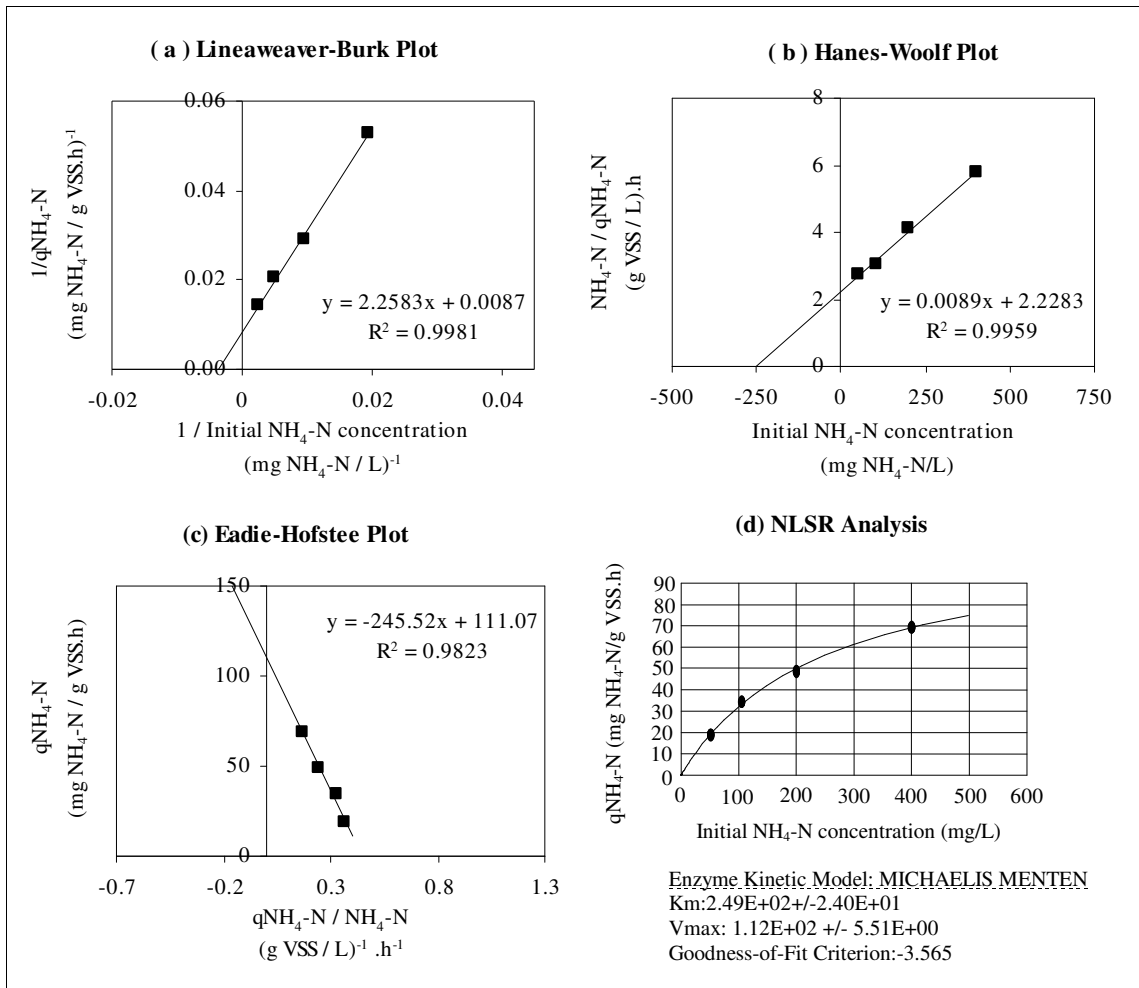 ( a ) Lineaweaver-Burk Plot
0.06
0.04
0.02
0.00
-0.02
0
0.02
0.04
1/qNH₄-N
(mg NH₄-N / g VSS.h)⁻¹
y = 2.2583x + 0.0087
R² = 0.9981
1 / Initial NH₄-N concentration
(mg NH₄-N / L)⁻¹
( b ) Hanes-Woolf Plot
8
6
4
2
0
-500
-250
0
250
500
750
NH₄-N / qNH₄-N
(g VSS / L).h
y = 0.0089x + 2.2283
R² = 0.9959
Initial NH₄-N concentration
(mg NH₄-N/L)
(c) Eadie-Hofstee Plot
150
100
50
0
-0.7
-0.2
0.3
0.8
1.3
qNH₄-N
(mg NH₄-N / g VSS.h)
y = -245.52x + 111.07
R² = 0.9823
qNH₄-N / NH₄-N
(g VSS / L)⁻¹ .h⁻¹
(d) NLSR Analysis
90
80
70
60
50
40
30
20
10
0
0
100
200
300
400
500
600
qNH₄-N (mg NH₄-N/g VSS.h)
Initial NH₄-N concentration (mg/L)
Enzyme Kinetic Model: MICHAELIS MENTEN
Km:2.49E+02+/-2.40E+01
Vmax: 1.12E+02 +/- 5.51E+00
Goodness-of-Fit Criterion:-3.565